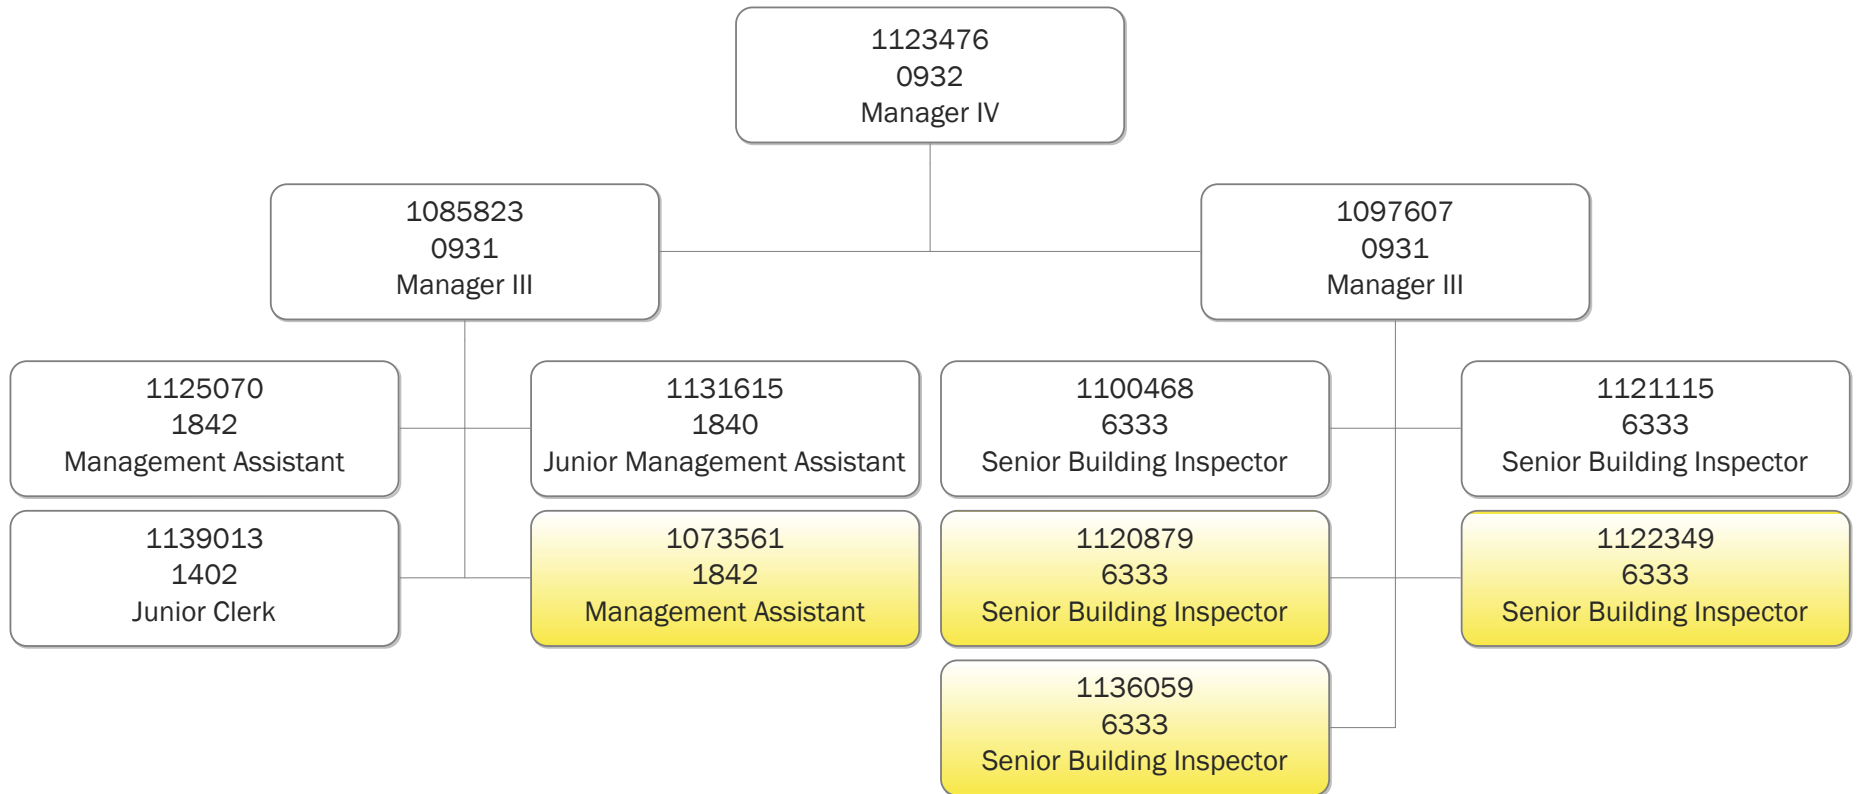 1123476
0932
Manager IV
1085823
0931
Manager III
1097607
0931
Manager III
1125070
1842
Management Assistant
1131615
1840
Junior Management Assistant
1100468
6333
Senior Building Inspector
1121115
6333
Senior Building Inspector
1139013
1402
Junior Clerk
1073561
1842
Management Assistant
1120879
6333
Senior Building Inspector
1122349
6333
Senior Building Inspector
1136059
6333
Senior Building Inspector